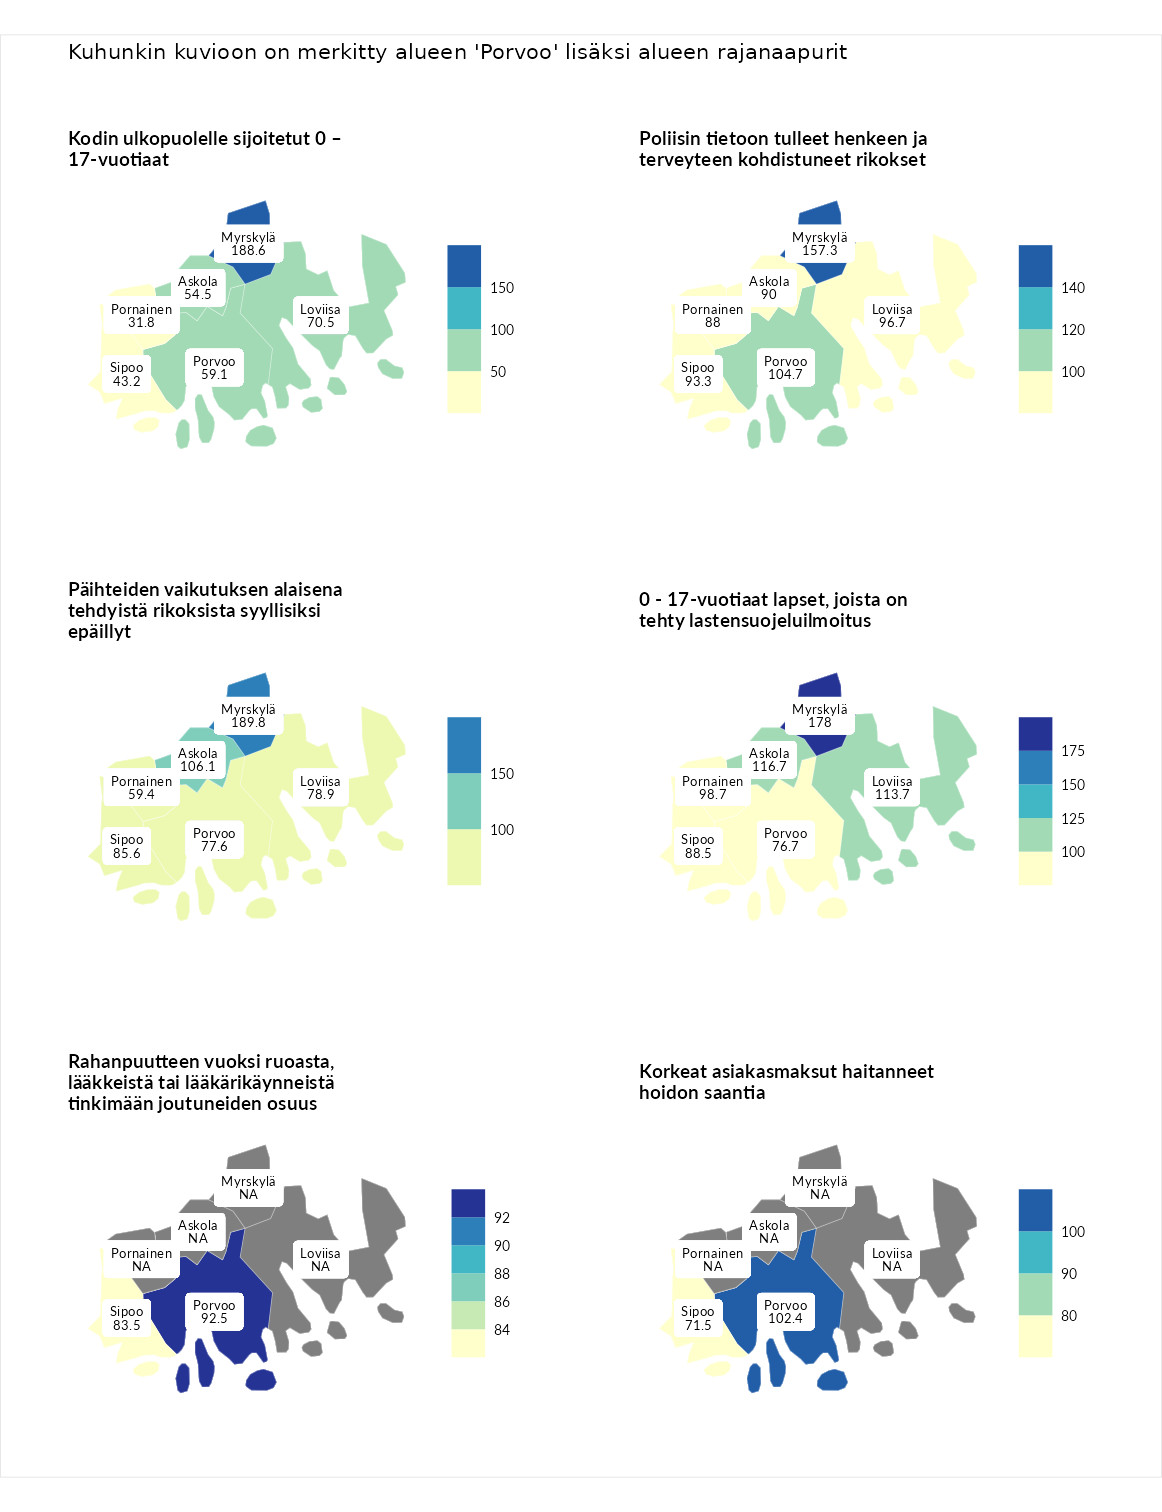 Kuhunkin kuvioon on merkitty alueen 'Porvoo' lisäksi alueen rajanaapurit
Kodin ulkopuolelle sijoitetut 0 –
17-vuotiaat
Myrskylä
188.6
Askola
54.5
Pornainen
31.8
Loviisa
70.5
Sipoo
43.2
Porvoo
59.1
150
100
50
Poliisin tietoon tulleet henkeen ja
terveyteen kohdistuneet rikokset
Myrskylä
157.3
Askola
90
Pornainen
88
Loviisa
96.7
Sipoo
93.3
Porvoo
104.7
140
120
100
Päihteiden vaikutuksen alaisena
tehdyistä rikoksista syyllisiksi
epäillyt
Myrskylä
189.8
Askola
106.1
Pornainen
59.4
Loviisa
78.9
Sipoo
85.6
Porvoo
77.6
150
100
0 - 17-vuotiaat lapset, joista on
tehty lastensuojeluilmoitus
Myrskylä
178
Askola
116.7
Pornainen
98.7
Loviisa
113.7
Sipoo
88.5
Porvoo
76.7
175
150
125
100
Rahanpuutteen vuoksi ruoasta,
lääkkeistä tai lääkärikäynneistä
tinkimään joutuneiden osuus
Myrskylä
NA
Askola
NA
Pornainen
NA
Loviisa
NA
Sipoo
83.5
Porvoo
92.5
92
90
88
86
84
Korkeat asiakasmaksut haitanneet
hoidon saantia
Myrskylä
NA
Askola
NA
Pornainen
NA
Loviisa
NA
Sipoo
71.5
Porvoo
102.4
100
90
80